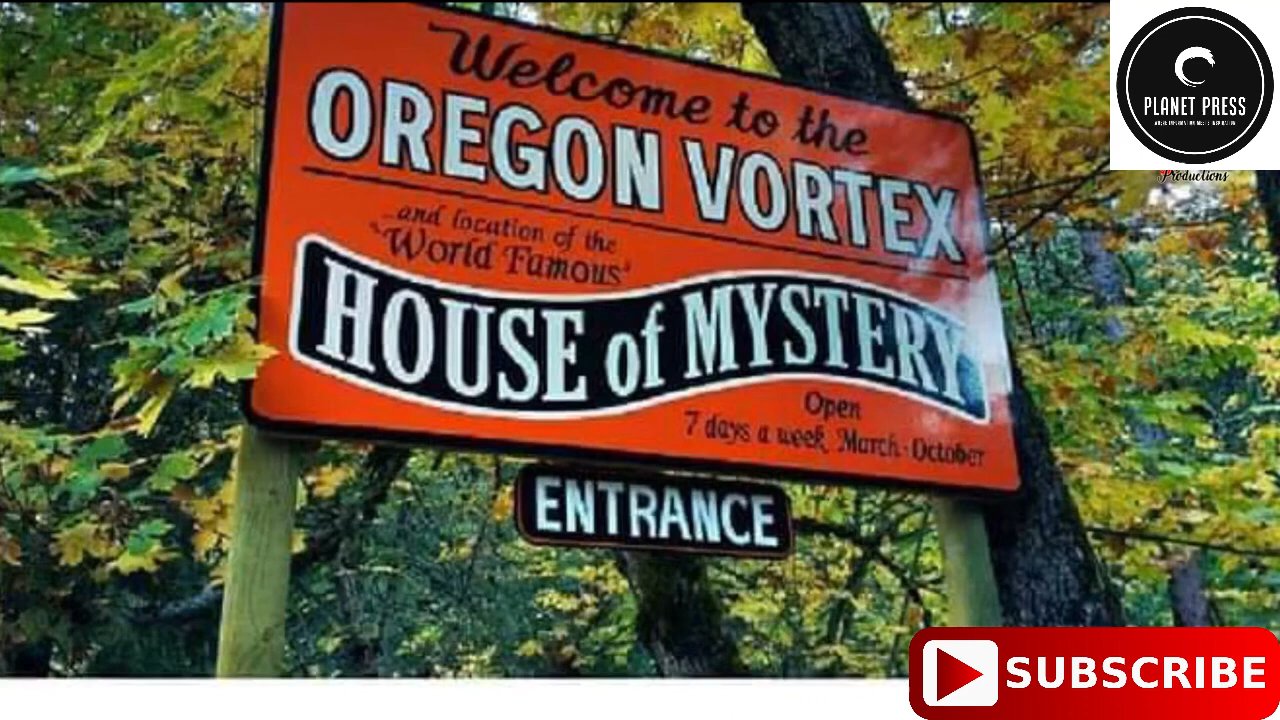 Welcome to the
OREGON VORTEX
...and location of the
"World Famous"
HOUSE of MYSTERY
Open
7 days a week, March - October
ENTRANCE
PLANET PRESS
Productions
SUBSCRIBE